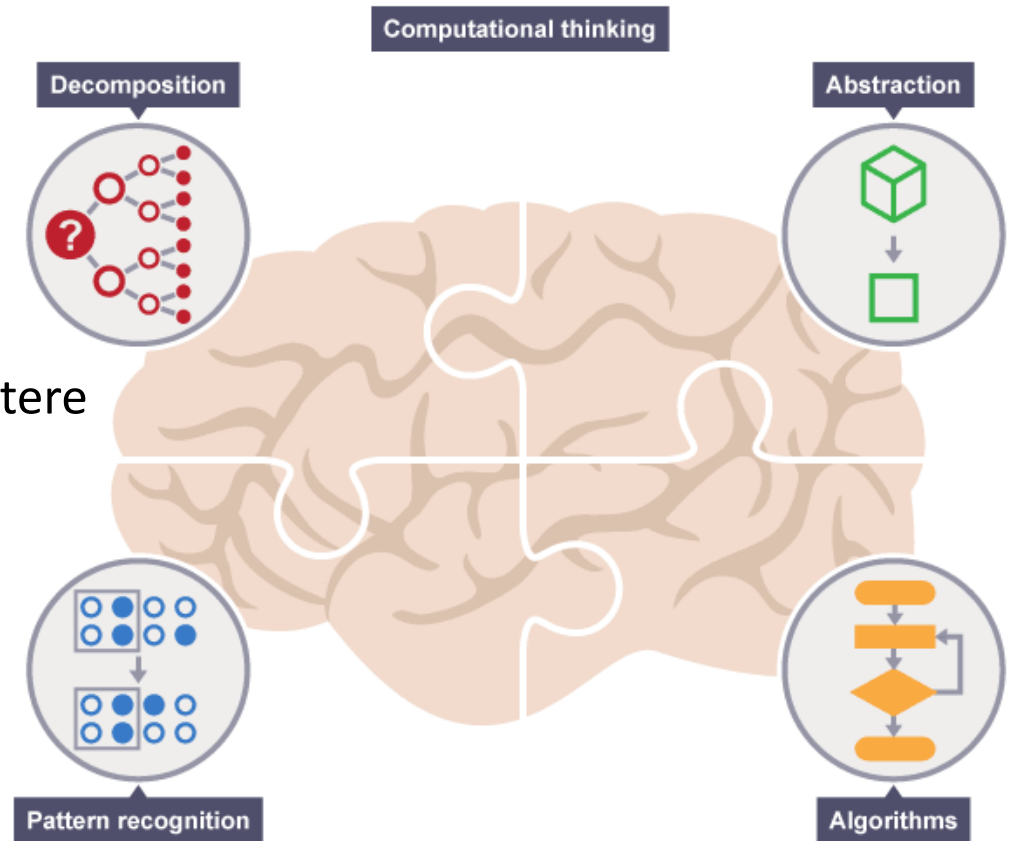 Computational thinking
Decomposition
Abstraction
?
tere
Pattern recognition
Algorithms